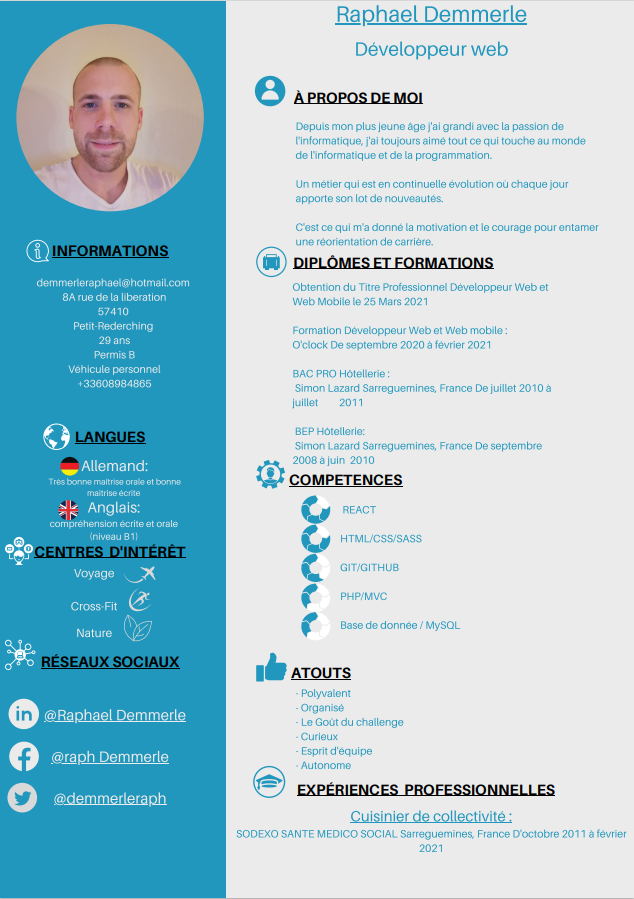 Raphael Demmerle
Développeur web
À PROPOS DE MOI
Depuis mon plus jeune âge j'ai grandi avec la passion de
l'informatique, j'ai toujours aimé tout ce qui touche au monde
de l'informatique et de la programmation.
Un métier qui est en continuelle évolution où chaque jour
apporte son lot de nouveautés.
C'est ce qui m'a donné la motivation et le courage pour entamer
une réorientation de carrière.
DIPLÔMES ET FORMATIONS
Obtention du Titre Professionnel Développeur Web et
Web Mobile le 25 Mars 2021
Formation Développeur Web et Web mobile :
O'clock De septembre 2020 à février 2021
BAC PRO Hôtellerie :
Simon Lazard Sarreguemines, France De juillet 2010 à
juillet 2011
BEP Hôtellerie:
Simon Lazard Sarreguemines, France De septembre
2008 à juin 2010
COMPETENCES
REACT
HTML/CSS/SASS
GIT/GITHUB
PHP/MVC
Base de donnée / MySQL
ATOUTS
- Polyvalent
- Organisé
- Le Goût du challenge
- Curieux
- Esprit d'équipe
- Autonome
EXPÉRIENCES PROFESSIONNELLES
Cuisinier de collectivité :
SODEXO SANTE MEDICO SOCIAL Sarreguemines, France D'octobre 2011 à février
2021
INFORMATIONS
demmerleraphael@hotmail.com
8A rue de la liberation
57410
Petit-Rederching
29 ans
Permis B
Véhicule personnel
+33608984865
LANGUES
Allemand:
Très bonne maîtrise orale et bonne
maîtrise écrite
Anglais:
compréhension écrite et orale
(niveau B1)
CENTRES D'INTÉRÊT
Voyage
Cross-Fit
Nature
RÉSEAUX SOCIAUX
in
@Raphael Demmerle
@raph Demmerle
@demmerleraph